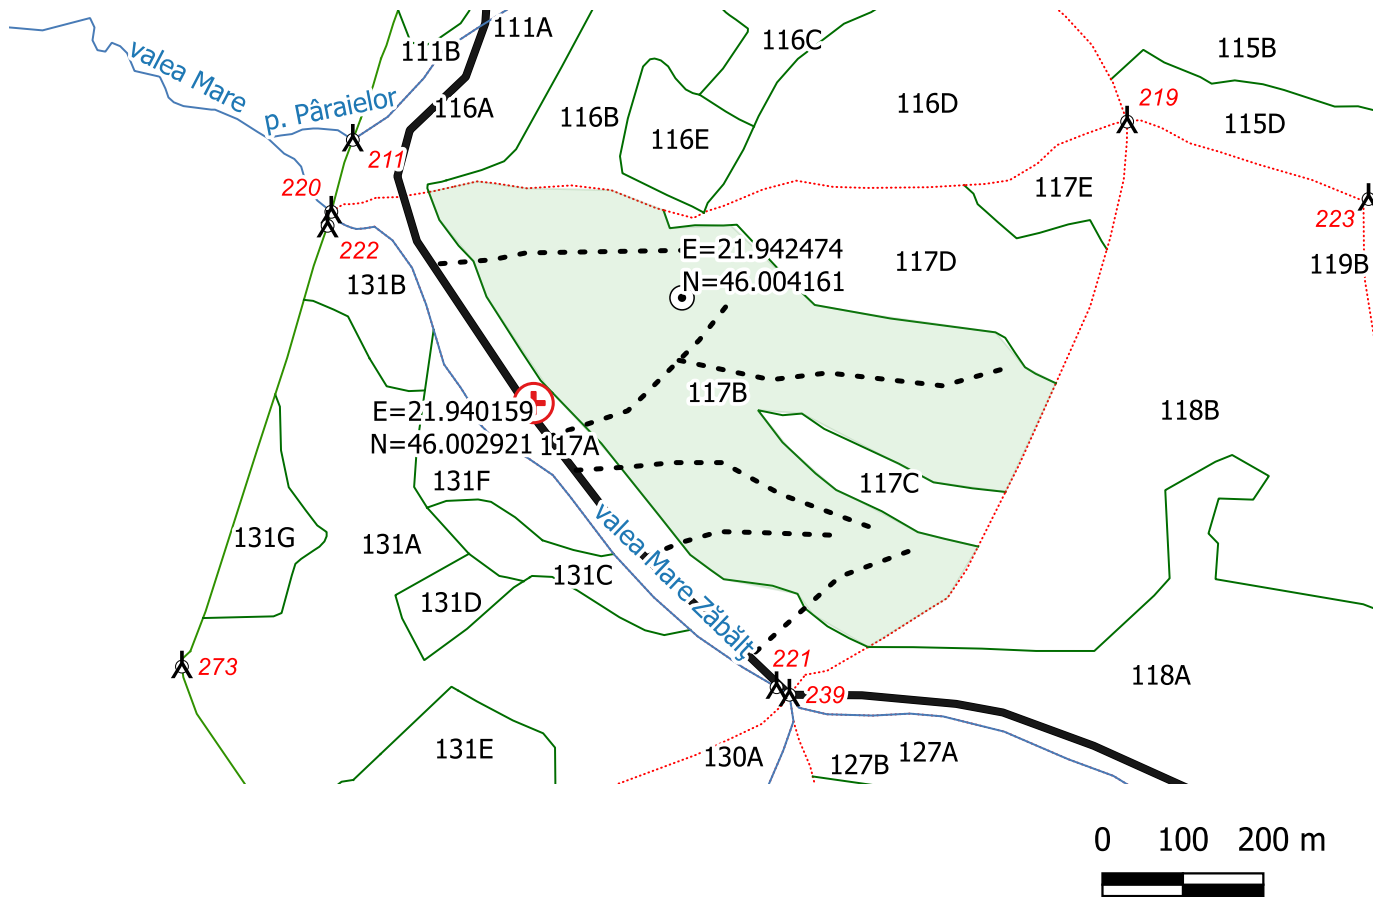 111A
111B
116C
115B
valea Mare
p. Pâraielor
116A
219
116B
116D
115D
116E
211
220
117E
222
223
E=21.942474
117D
119B
N=46.004161
131B
117B
E=21.940159
118B
N=46.002921
117A
131F
117C
131G
131A
valea Mare Zăbălț
131C
131D
221
273
118A
239
131E
130A
127A
127B
0 100 200 m